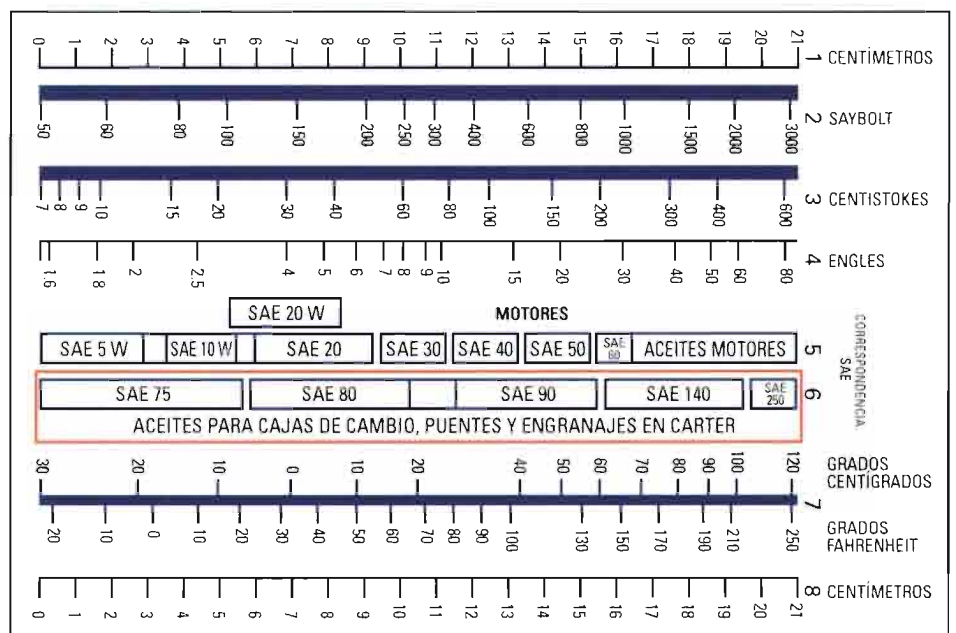 0 1 2 3 4 5 6 7 8 9 10 11 12 13 14 15 16 17 18 19 20 21
1 CENTÍMETROS
2 SAYBOLT
50 60 80 100 150 200 250 300 400 600 800 1000 1500 2000 3000
3 CENTISTOKES
7 8 9 10 15 20 30 40 60 80 100 150 200 300 400 600
4 ENGLES
1.6 1.8 2 2.5 4 5 6 7 8 9 10 15 20 30 40 50 60 80
SAE 20 W MOTORES
SAE 5 W SAE 10 W SAE 20 SAE 30 SAE 40 SAE 50 SAE 60 ACEITES MOTORES 5
SAE 75 SAE 80 SAE 90 SAE 140 SAE 250 6
CORRESPONDENCIA
SAE
ACEITES PARA CAJAS DE CAMBIO, PUENTES Y ENGRANAJES EN CARTER
30 20 10 0 10 20 40 50 60 70 80 90 100 120
GRADOS
CENTÍGRADOS
7
20 10 0 10 20 30 40 50 60 70 80 90 100 130 150 170 190 210 250
GRADOS
FAHRENHEIT
8 CENTÍMETROS
0 1 2 3 4 5 6 7 8 9 10 11 12 13 14 15 16 17 18 19 20 21